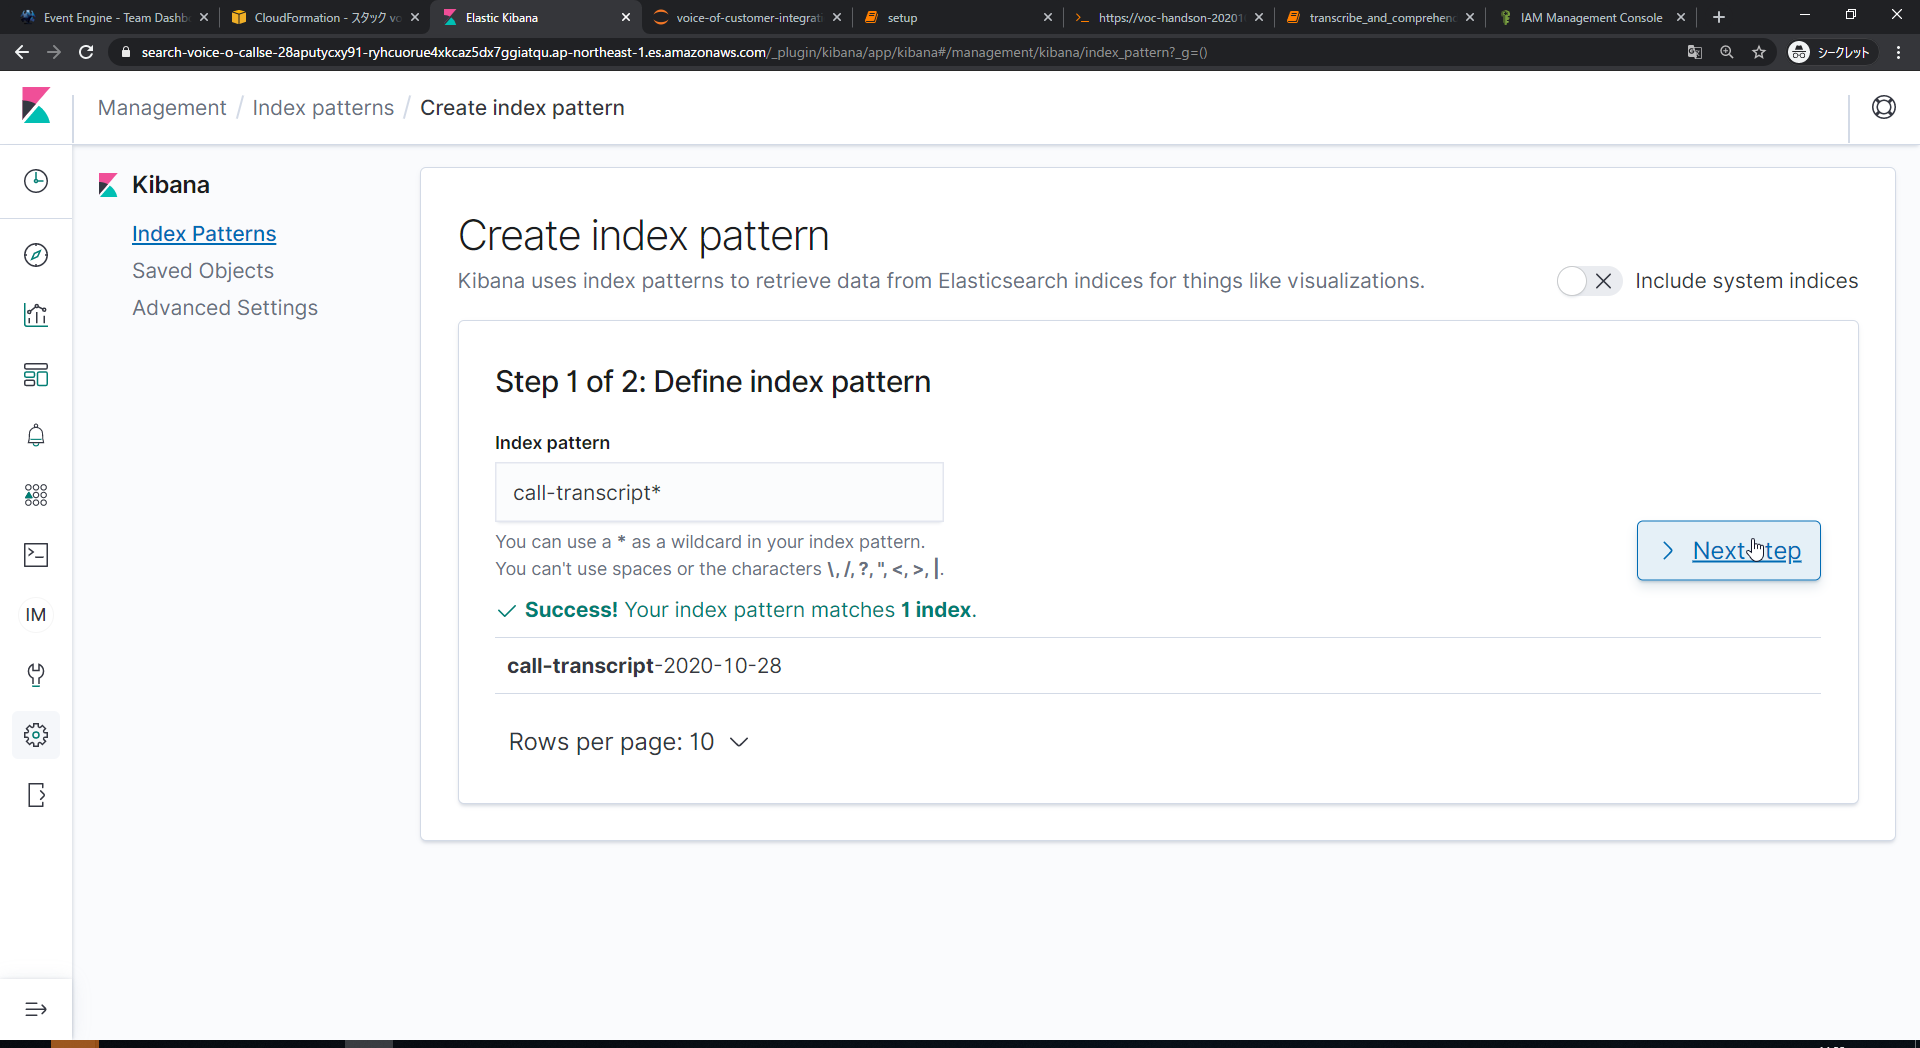 Event Engine - Team Dashb
CloudFormation - スタック vo
Elastic Kibana
voice-of-customer-integrati
setup
https://voc-handson-20201
transcribe_and_comprehen
IAM Management Console
search-voice-o-callse-28aputycxy91-ryhcuorue4xkcaz5dx7ggiatqu.ap-northeast-1.es.amazonaws.com/_plugin/kibana/app/kibana#/management/kibana/index_pattern?_g=()
シークレット
Management / Index patterns / Create index pattern
Kibana
Index Patterns
Saved Objects
Advanced Settings
IM
Create index pattern
Kibana uses index patterns to retrieve data from Elasticsearch indices for things like visualizations.
Include system indices
Step 1 of 2: Define index pattern
Index pattern
call-transcript*
You can use a * as a wildcard in your index pattern.
You can't use spaces or the characters \, /, ?, ", <, >, |.
Next step
Success! Your index pattern matches 1 index.
call-transcript-2020-10-28
Rows per page: 10